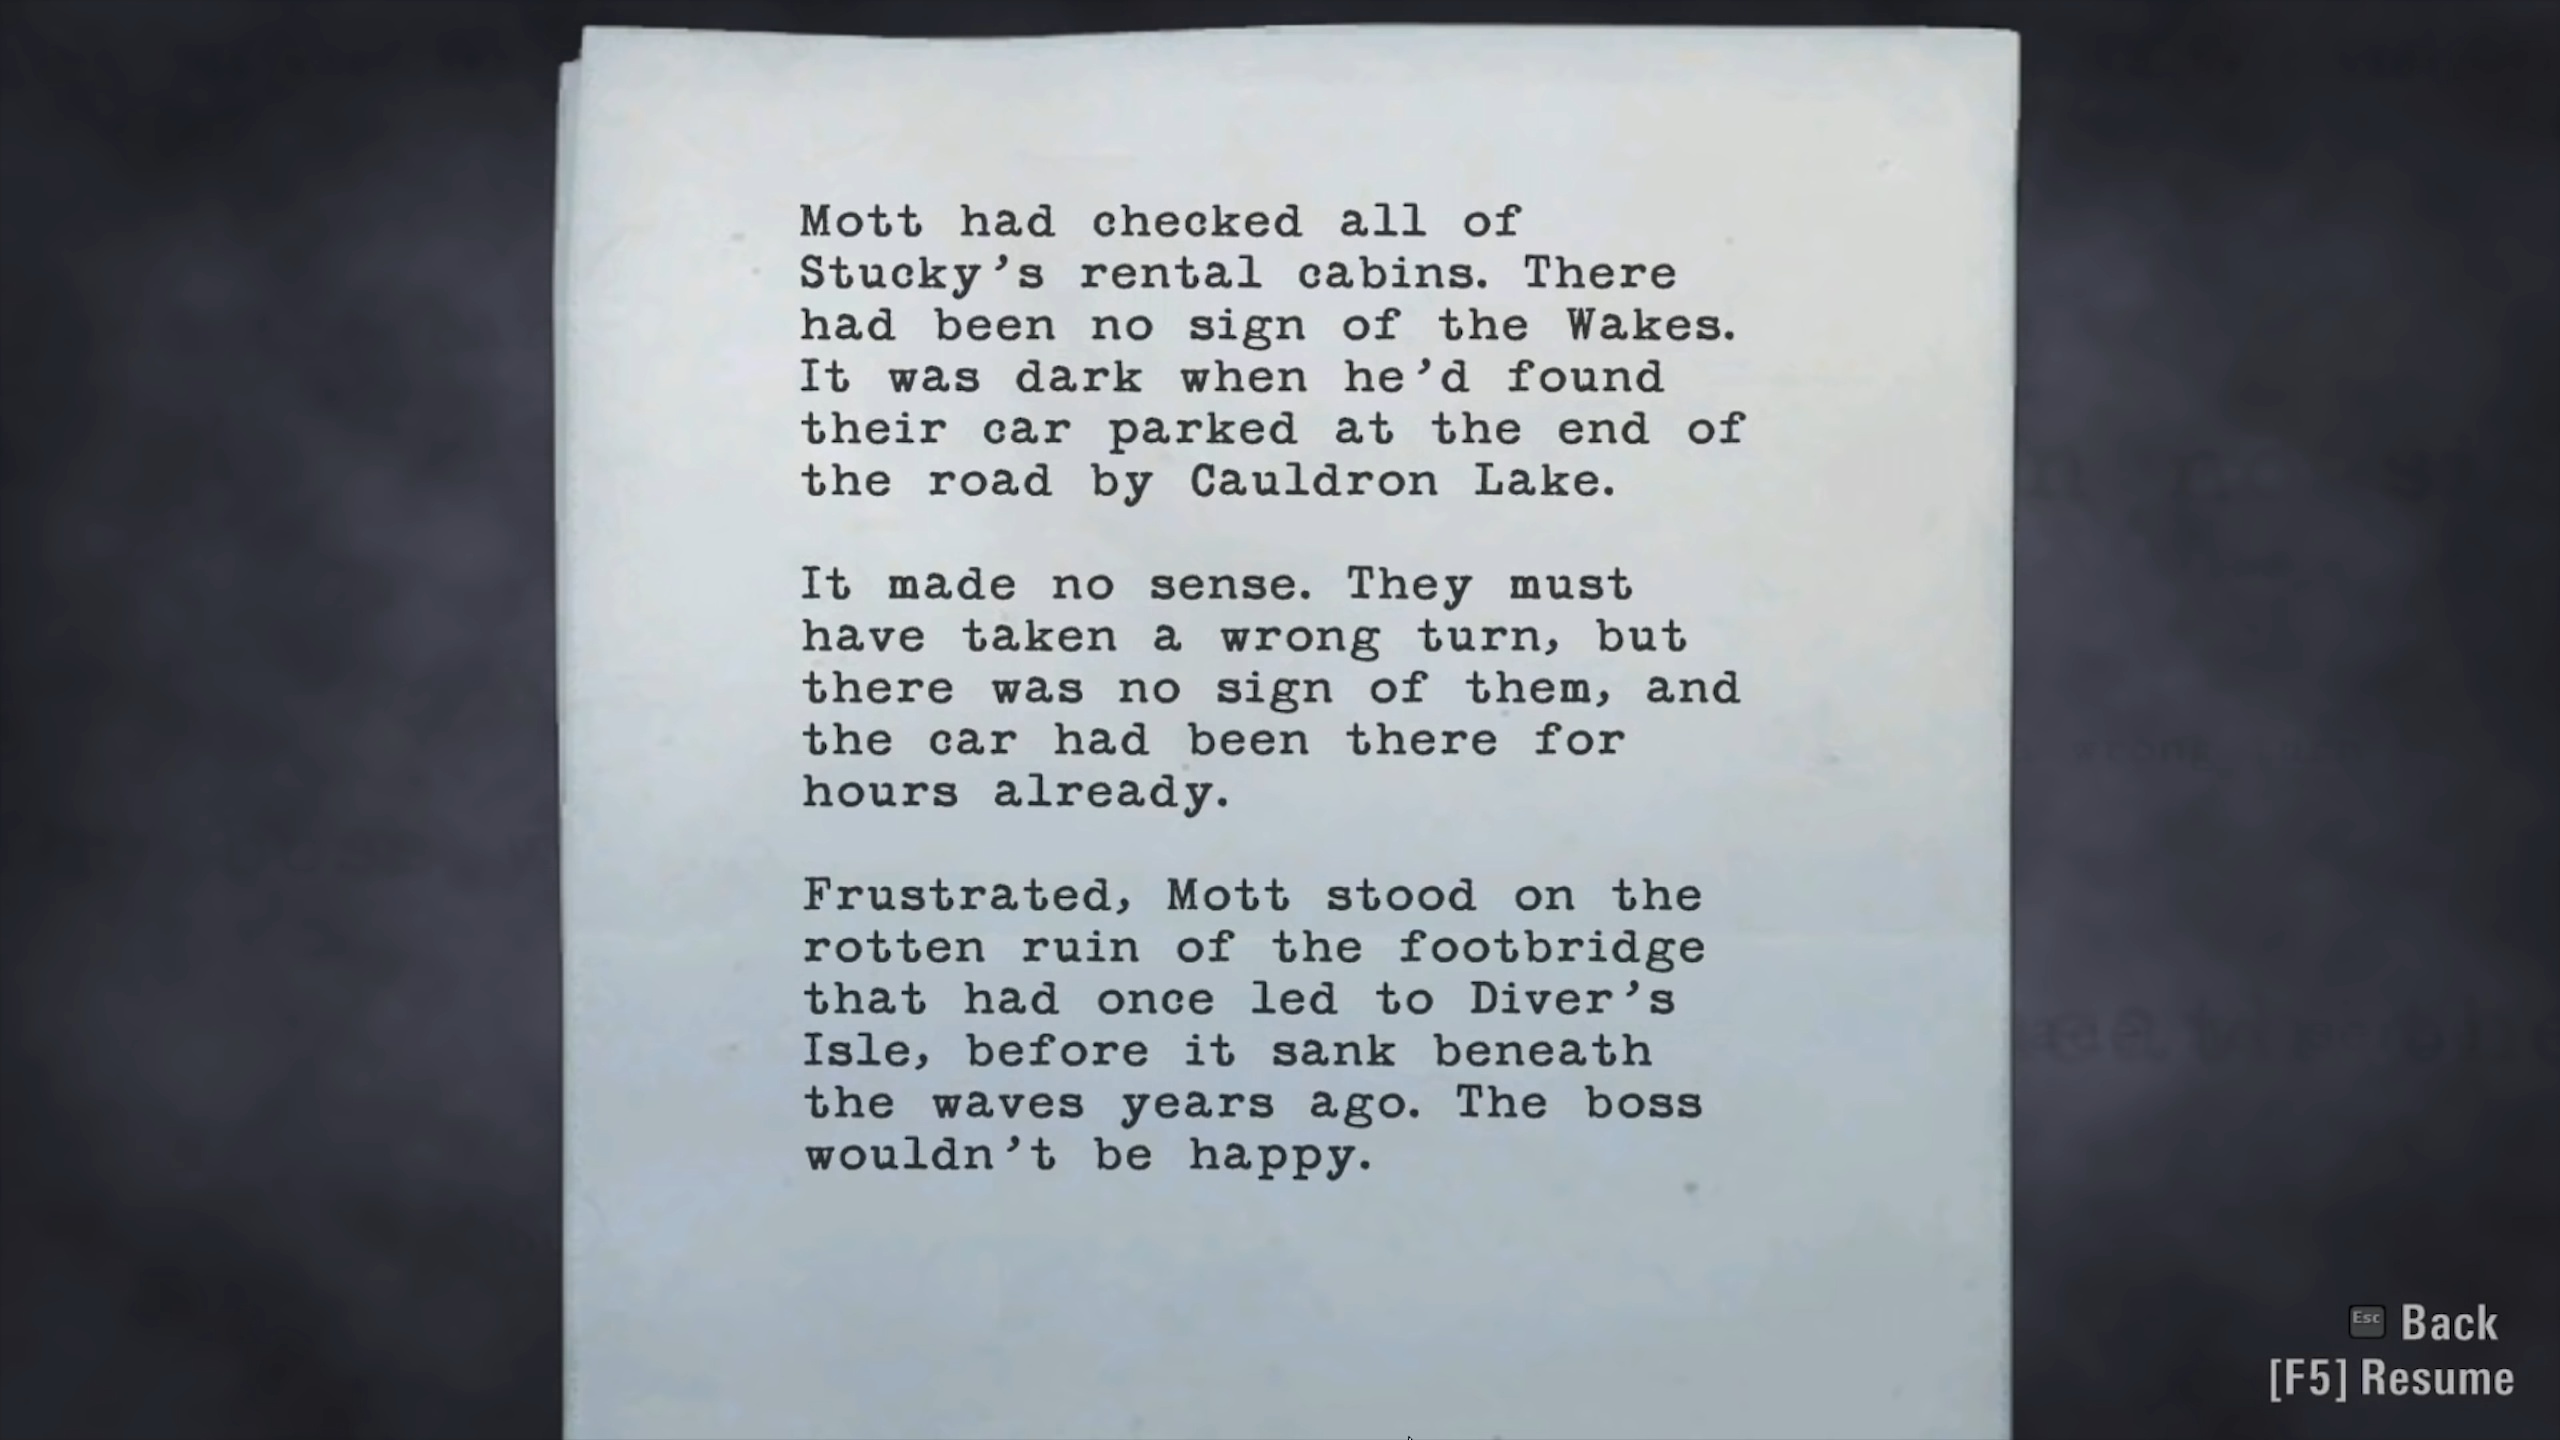 Mott had checked all of
Stucky’s rental cabins. There
had been no sign of the Wakes.
It was dark when he’d found
their car parked at the end of
the road by Cauldron Lake.
It made no sense. They must
have taken a wrong turn, but
there was no sign of them, and
the car had been there for
hours already.
Frustrated, Mott stood on the
rotten ruin of the footbridge
that had once led to Diver’s
Isle, before it sank beneath
the waves years ago. The boss
wouldn’t be happy.
Esc Back
[F5] Resume